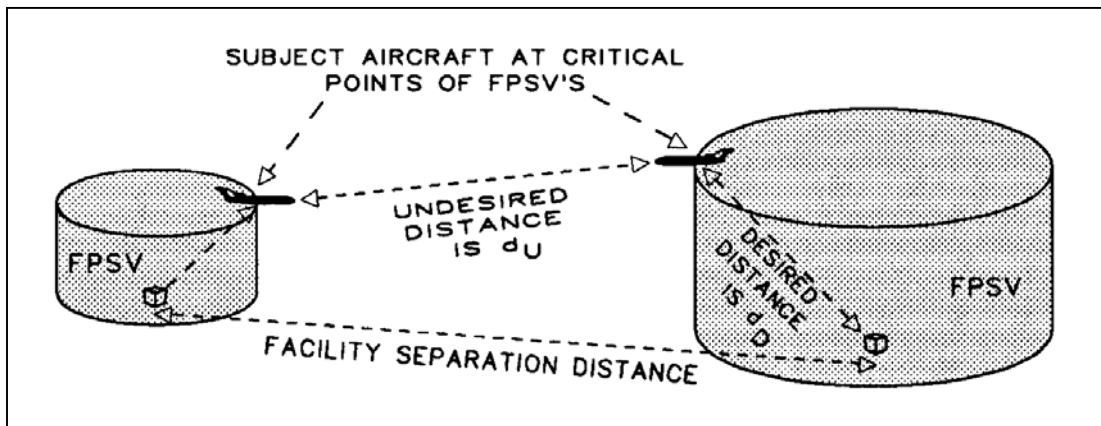 SUBJECT AIRCRAFT AT CRITICAL
POINTS OF FPSV'S
UNDESIRED
DISTANCE
IS dU
FPSV
DESIRED
DISTANCE
IS dD
FPSV
FACILITY SEPARATION DISTANCE